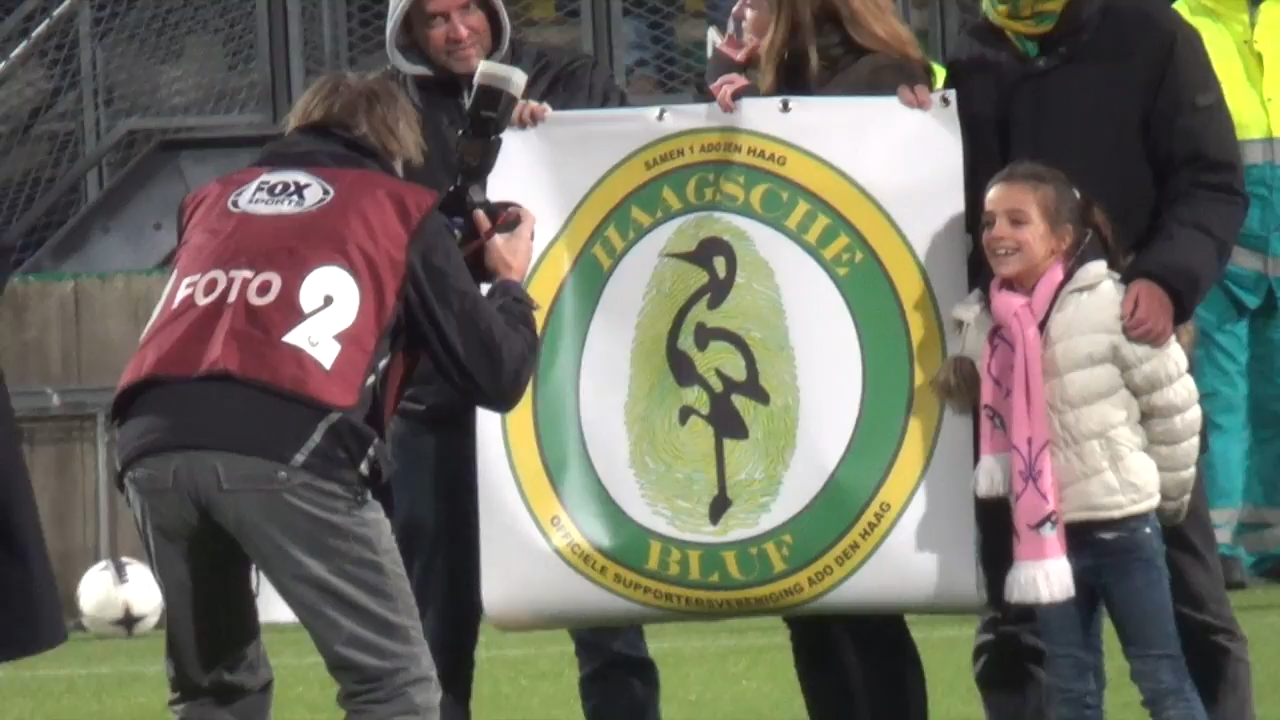 FOX
SPORTS
FOTO
2
SAMEN 1 ADO DEN HAAG
HAAGSCHE
BLUF
OFFICIELE SUPPORTERSVERENIGING ADO DEN HAAG